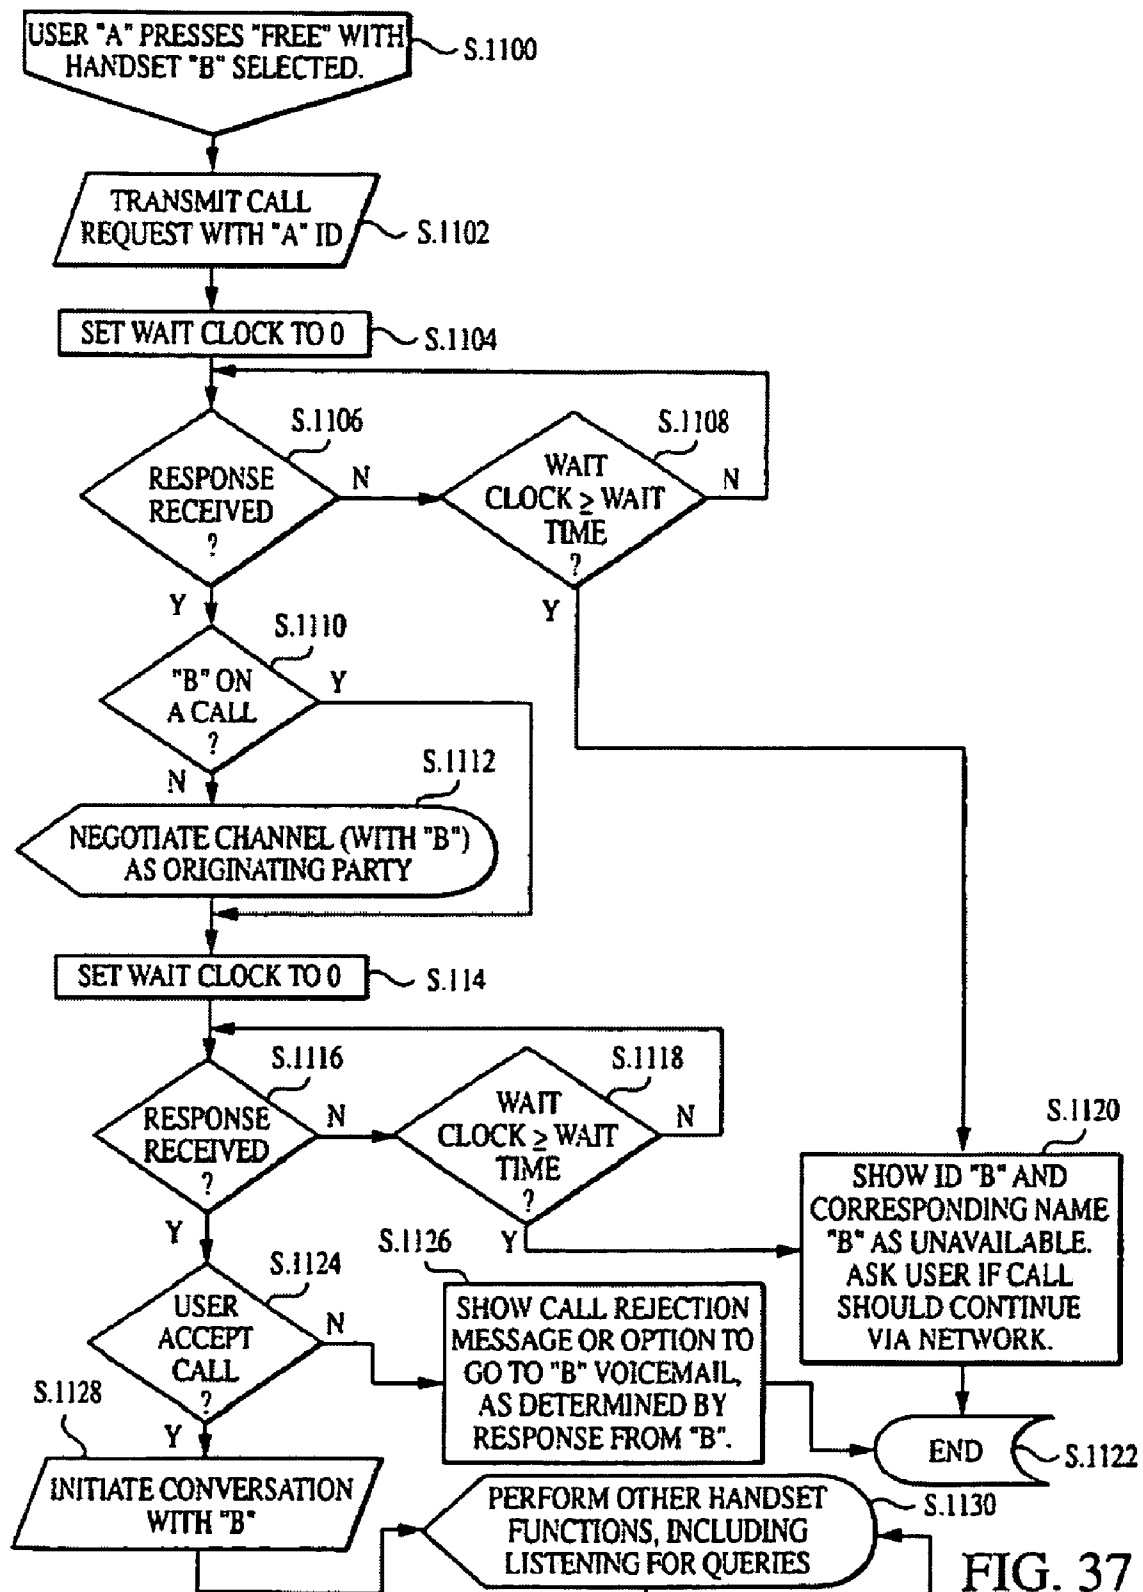 USER "A" PRESSES "FREE" WITH
HANDSET "B" SELECTED.
S.1100
TRANSMIT CALL
REQUEST WITH "A" ID
S.1102
SET WAIT CLOCK TO 0
S.1104
S.1106
RESPONSE
RECEIVED
?
N
Y
S.1108
WAIT
CLOCK ≥ WAIT
TIME
?
N
Y
S.1110
"B" ON
A CALL
?
Y
N
S.1112
NEGOTIATE CHANNEL (WITH "B")
AS ORIGINATING PARTY
SET WAIT CLOCK TO 0
S.114
S.1116
RESPONSE
RECEIVED
?
N
Y
S.1118
WAIT
CLOCK ≥ WAIT
TIME
?
N
Y
S.1120
SHOW ID "B" AND
CORRESPONDING NAME
"B" AS UNAVAILABLE.
ASK USER IF CALL
SHOULD CONTINUE
VIA NETWORK.
S.1124
USER
ACCEPT
CALL
?
N
Y
S.1126
SHOW CALL REJECTION
MESSAGE OR OPTION TO
GO TO "B" VOICEMAIL,
AS DETERMINED BY
RESPONSE FROM "B".
END
S.1122
S.1128
INITIATE CONVERSATION
WITH "B"
PERFORM OTHER HANDSET
FUNCTIONS, INCLUDING
LISTENING FOR QUERIES
S.1130
FIG. 37